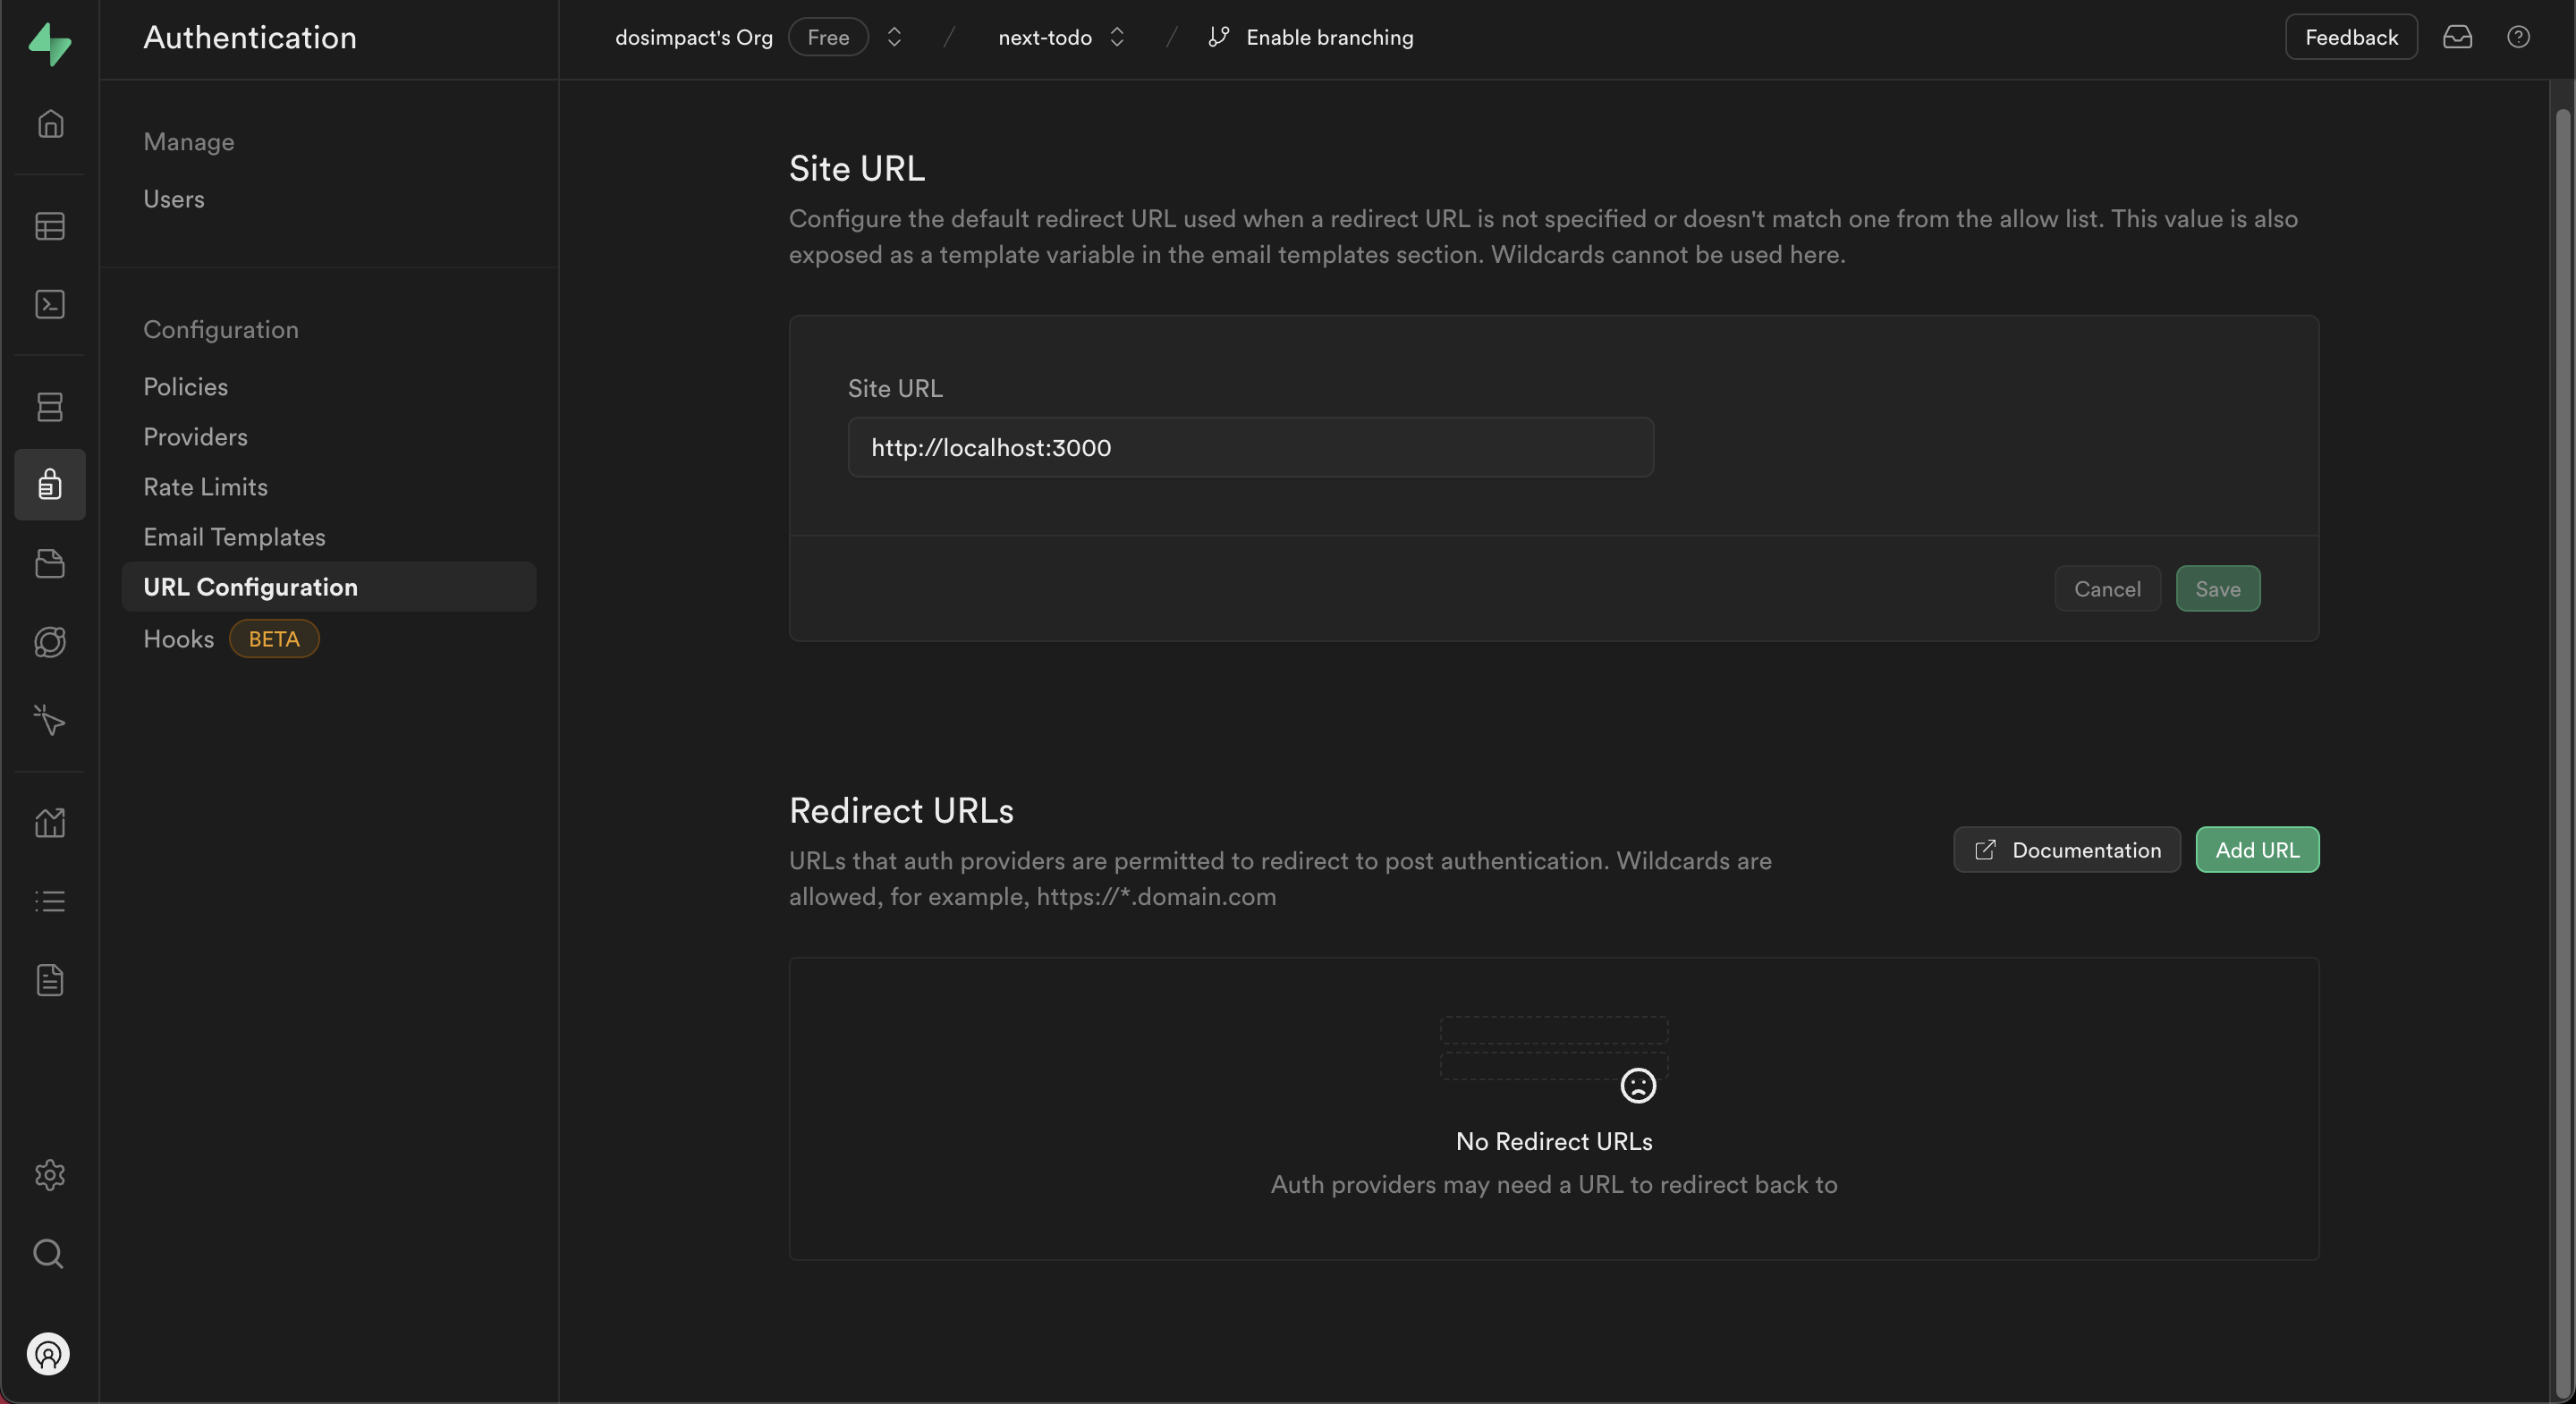 Authentication
dosimpact's Org
Free
/
next-todo
/
Enable branching
Feedback
Manage
Users
Configuration
Policies
Providers
Rate Limits
Email Templates
URL Configuration
Hooks
BETA
Site URL
Configure the default redirect URL used when a redirect URL is not specified or doesn't match one from the allow list. This value is also
exposed as a template variable in the email templates section. Wildcards cannot be used here.
Site URL
http://localhost:3000
Cancel
Save
Redirect URLs
URLs that auth providers are permitted to redirect to post authentication. Wildcards are
allowed, for example, https://*.domain.com
Documentation
Add URL
No Redirect URLs
Auth providers may need a URL to redirect back to